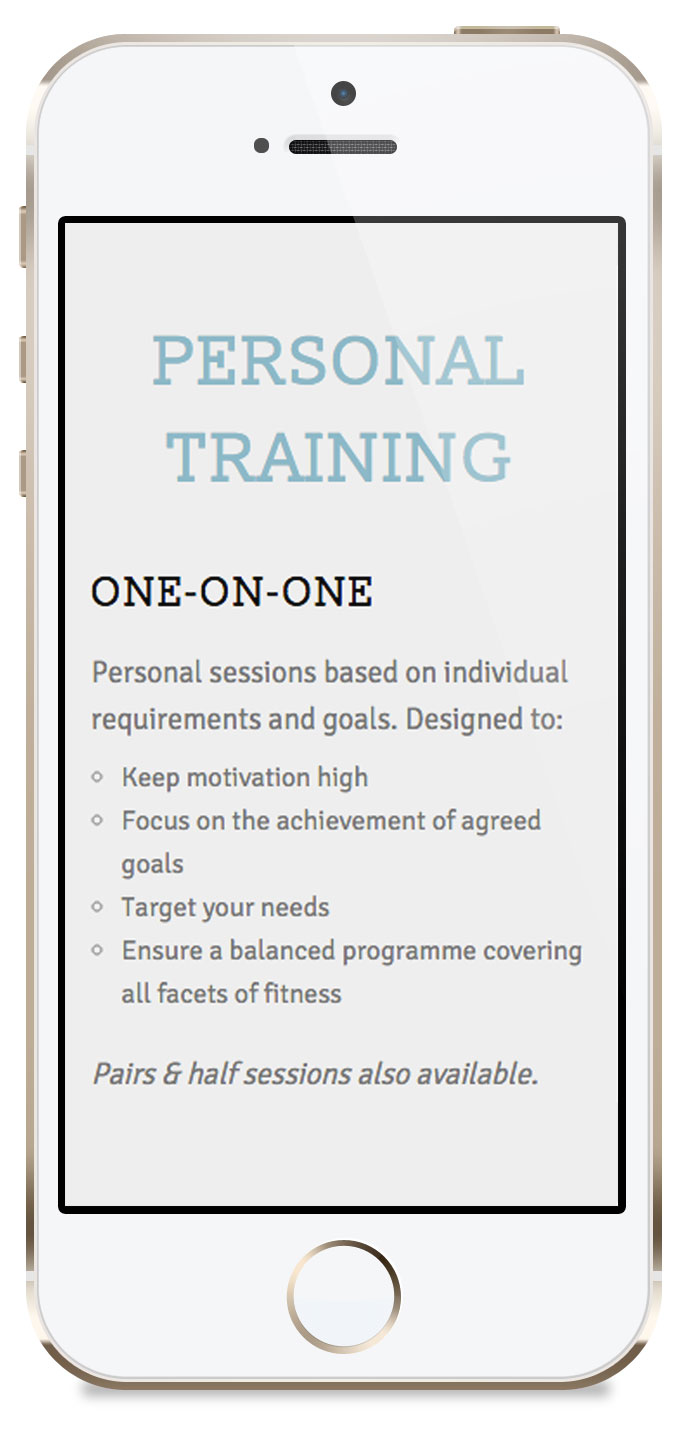 PERSONAL
TRAINING
ONE-ON-ONE
Personal sessions based on individual
requirements and goals. Designed to:
Keep motivation high
Focus on the achievement of agreed
goals
Target your needs
Ensure a balanced programme covering
all facets of fitness
Pairs & half sessions also available.